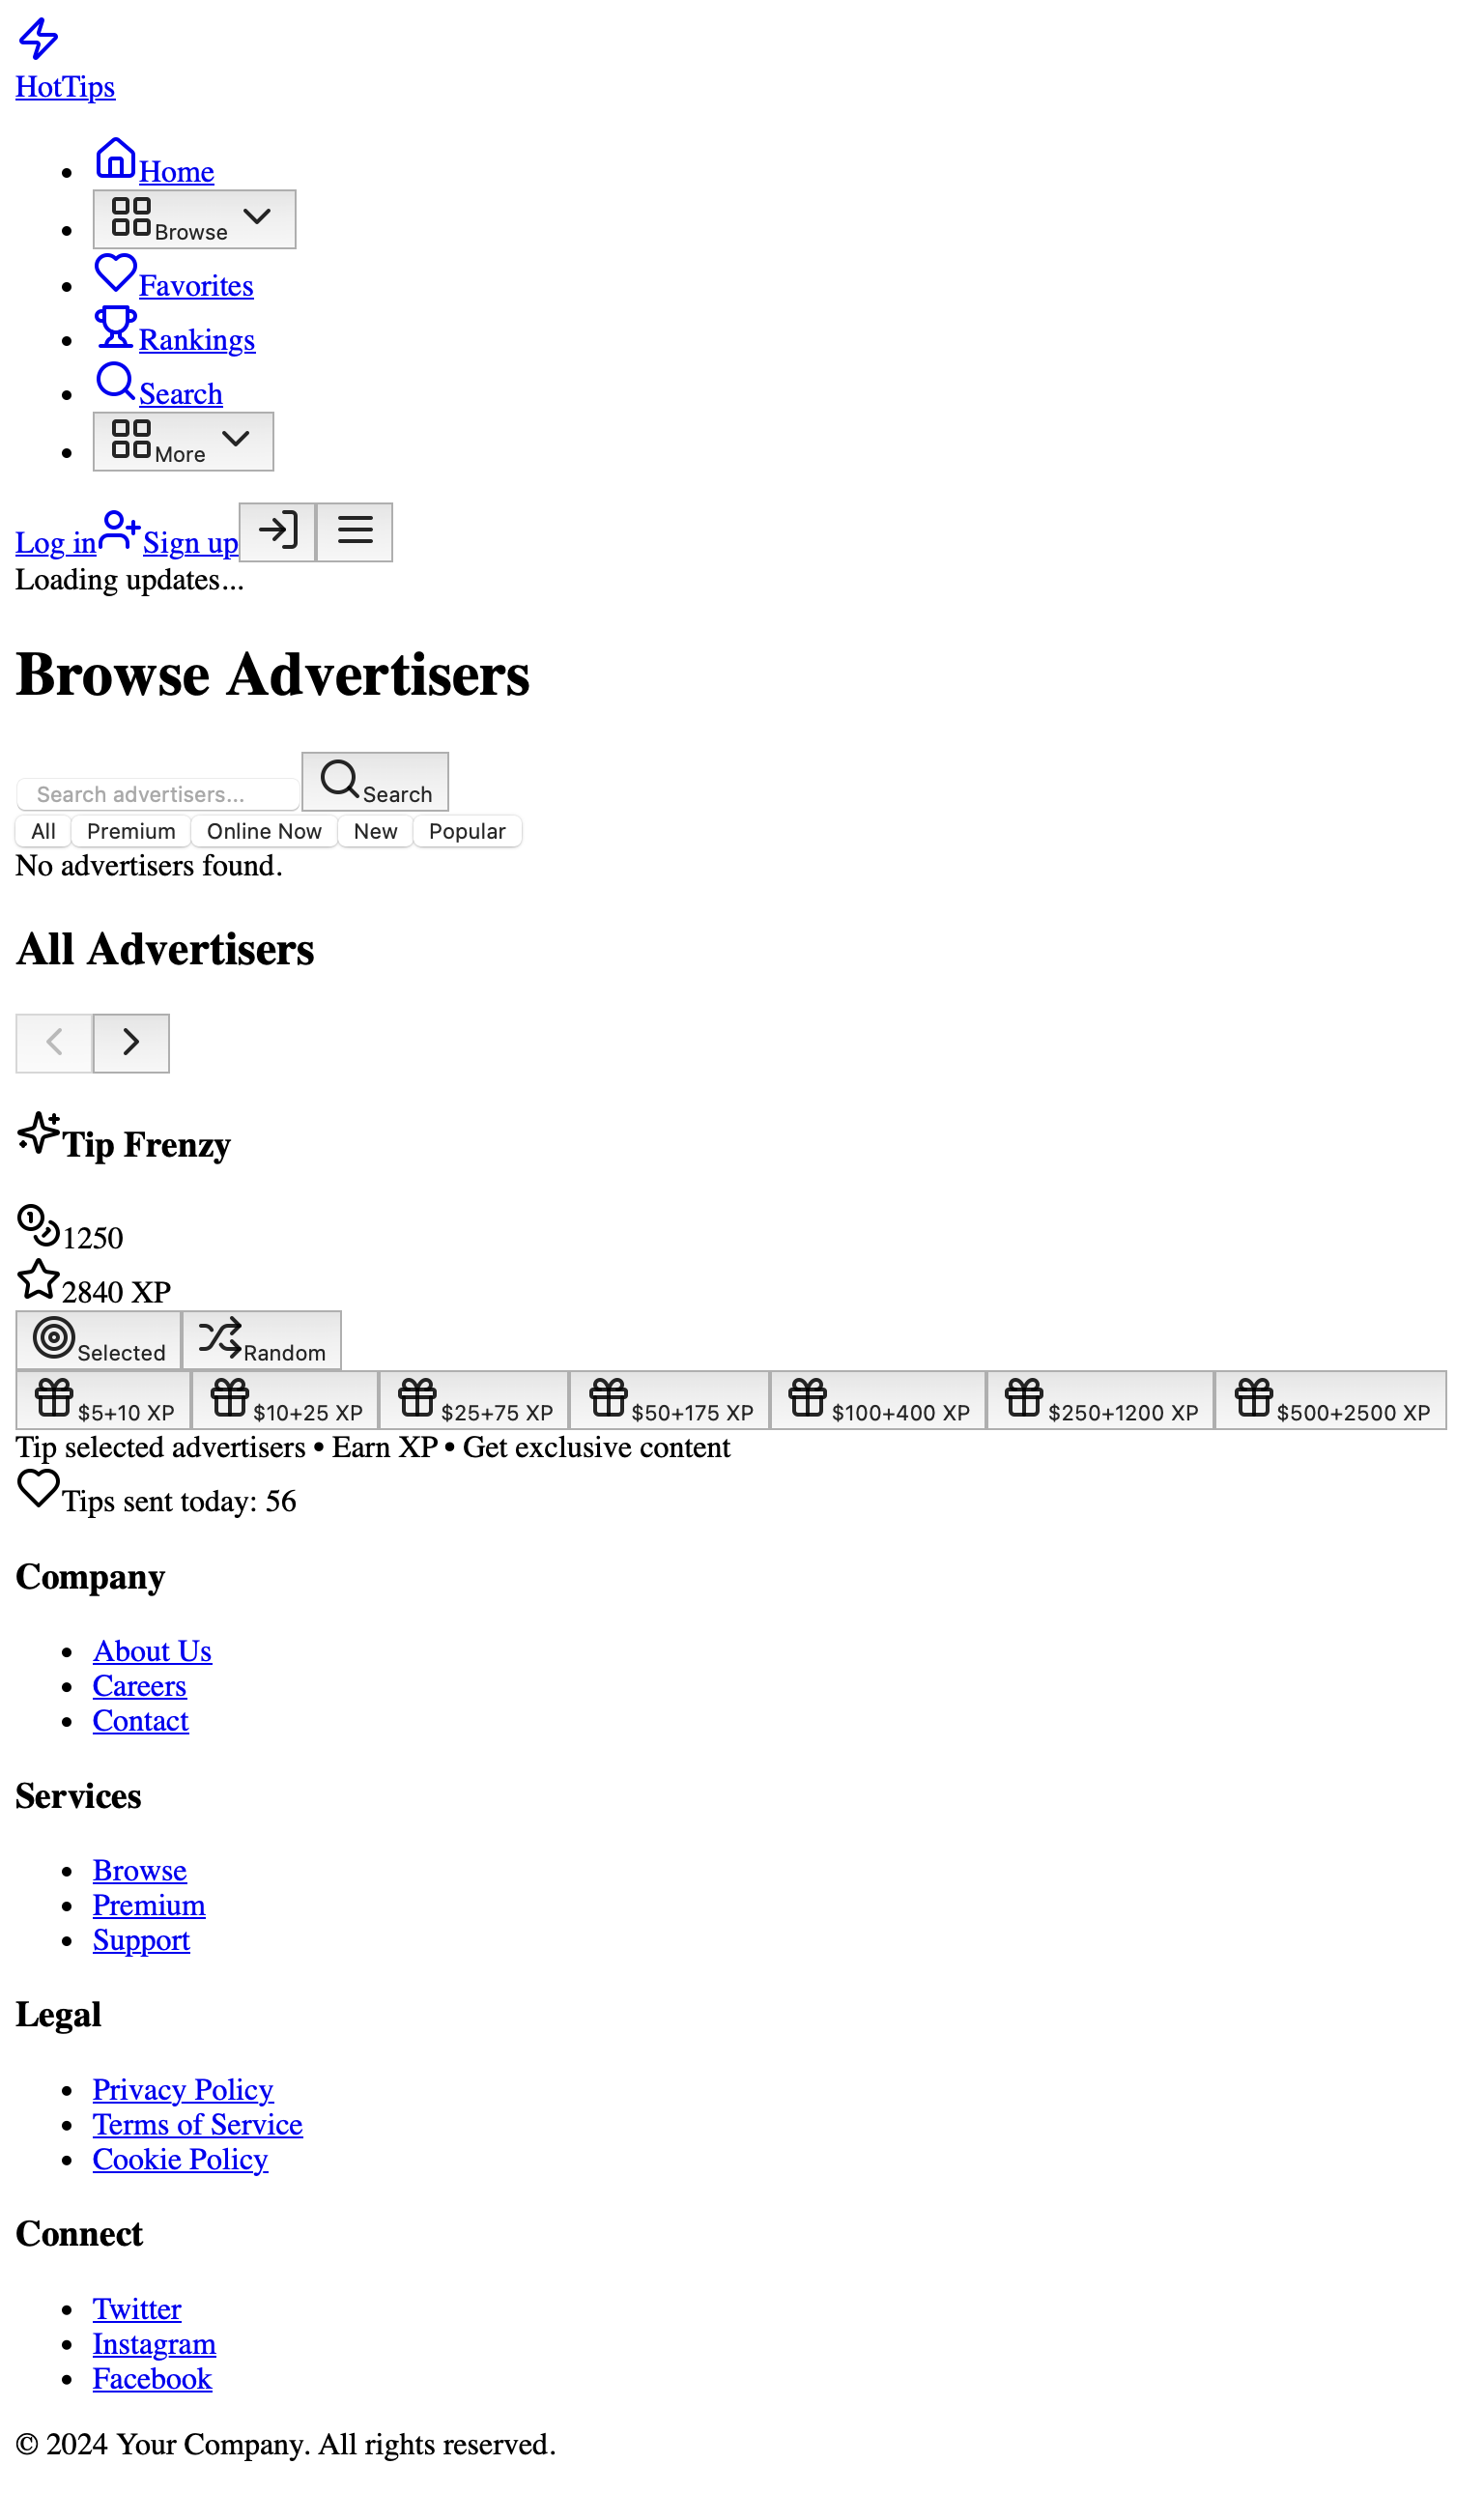 HotTips
Home
Browse
Favorites
Rankings
Search
More
Log in Sign up
Loading updates...
Browse Advertisers
Search advertisers... Search
All Premium Online Now New Popular
No advertisers found.
All Advertisers
Tip Frenzy
1250
2840 XP
Selected Random
$5+10 XP $10+25 XP $25+75 XP $50+175 XP $100+400 XP $250+1200 XP $500+2500 XP
Tip selected advertisers • Earn XP • Get exclusive content
Tips sent today: 56
Company
About Us
Careers
Contact
Services
Browse
Premium
Support
Legal
Privacy Policy
Terms of Service
Cookie Policy
Connect
Twitter
Instagram
Facebook
© 2024 Your Company. All rights reserved.